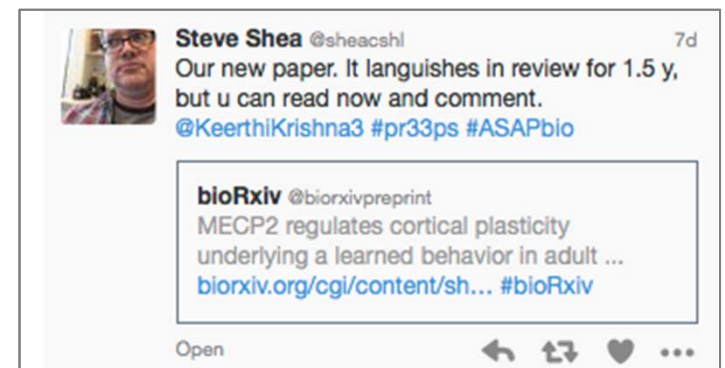 Steve Shea @sheacshl 7d
Our new paper. It languishes in review for 1.5 y,
but u can read now and comment.
@KeerthiKrishna3 #pr33ps #ASAPbio
bioRxiv @biorxivpreprint
MECP2 regulates cortical plasticity
underlying a learned behavior in adult ...
biorxiv.org/cgi/content/sh... #bioRxiv
Open